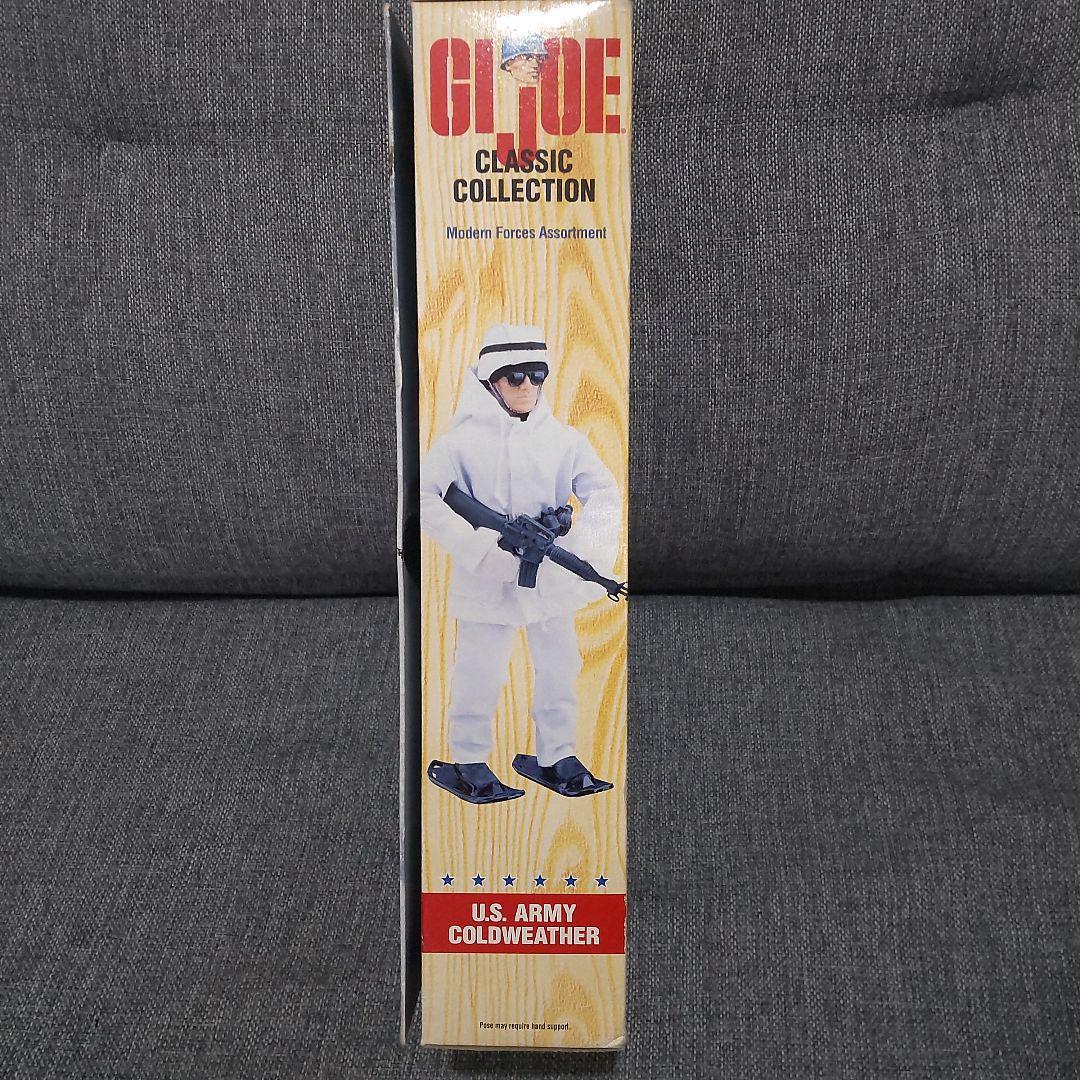 GI JOE
CLASSIC
COLLECTION
Modern Forces Assortment
U.S. ARMY
COLDWEATHER
Pose may require hand support.